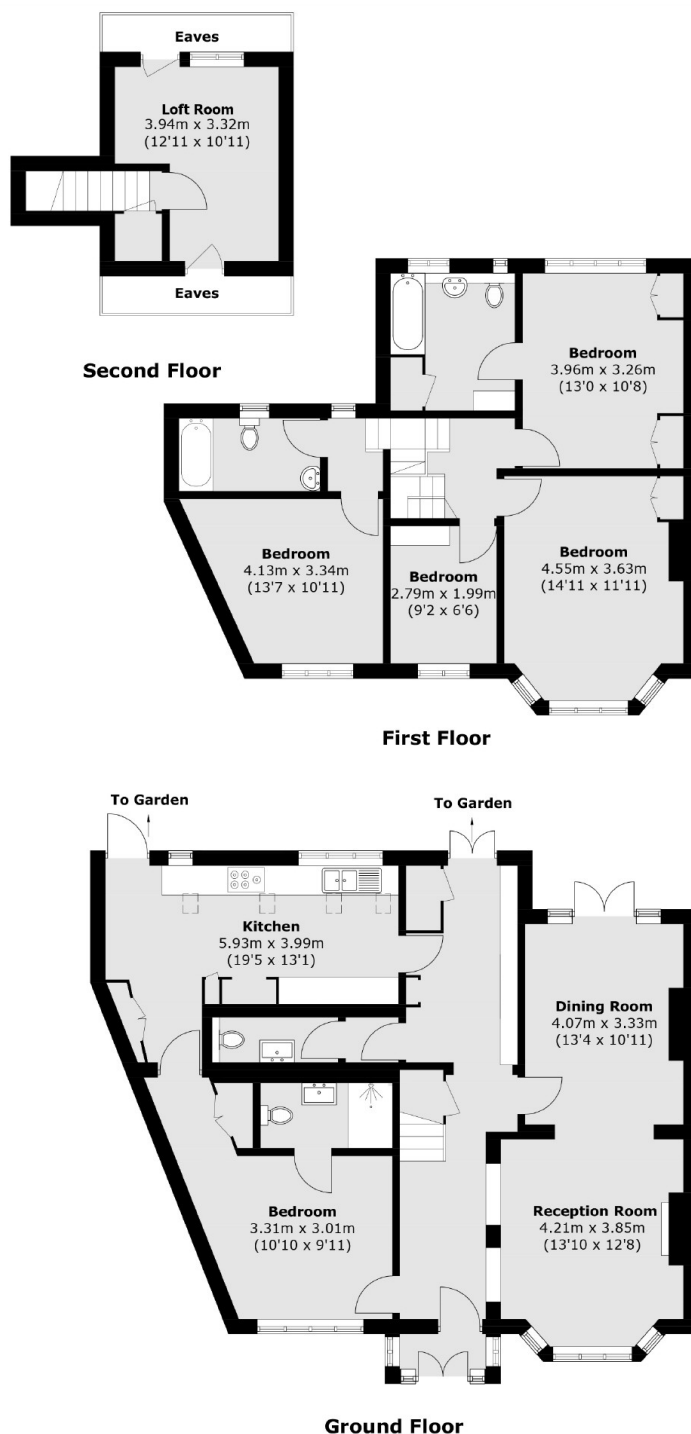 Eaves
Loft Room
3.94m x 3.32m
(12'11 x 10'11)
Eaves
Second Floor
Bedroom
3.96m x 3.26m
(13'0 x 10'8)
Bedroom
4.13m x 3.34m
(13'7 x 10'11)
Bedroom
2.79m x 1.99m
(9'2 x 6'6)
Bedroom
4.55m x 3.63m
(14'11 x 11'11)
First Floor
To Garden
To Garden
Kitchen
5.93m x 3.99m
(19'5 x 13'1)
Dining Room
4.07m x 3.33m
(13'4 x 10'11)
Bedroom
3.31m x 3.01m
(10'10 x 9'11)
Reception Room
4.21m x 3.85m
(13'10 x 12'8)
Ground Floor